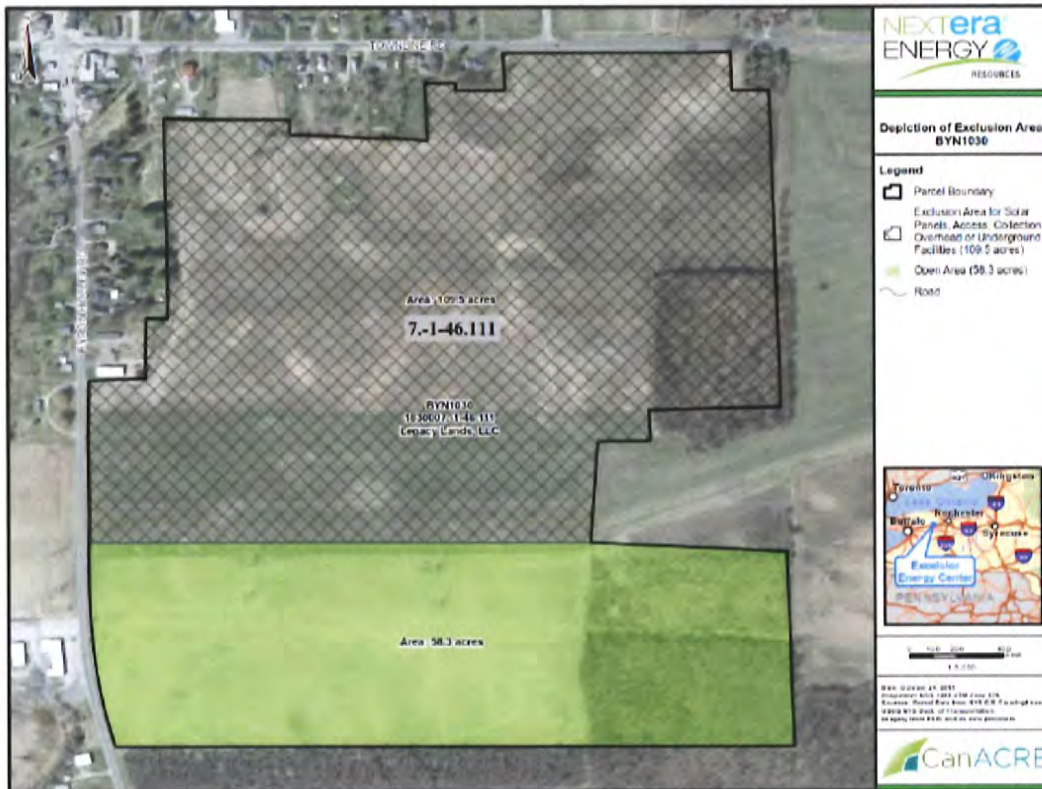 TOWNLINE RD
Area: 109.5 acres
7.-1-46.111
BYN1030
Legacy Lands, LLC
Area: 58.3 acres
NEXTera
ENERGY
RESOURCES
Depiction of Exclusion Area
BYN1030
Legend
Parcel Boundary
Exclusion Area for Solar
Panels, Access, Collection
Overhead or Underground
Facilities (109.5 acres)
Open Area (58.3 acres)
Road
Kingston
Toronto
Lake Ontario
Rochester
Buffalo
Syracuse
Excelsior
Energy Center
PENNSYLVANIA
CanACRE